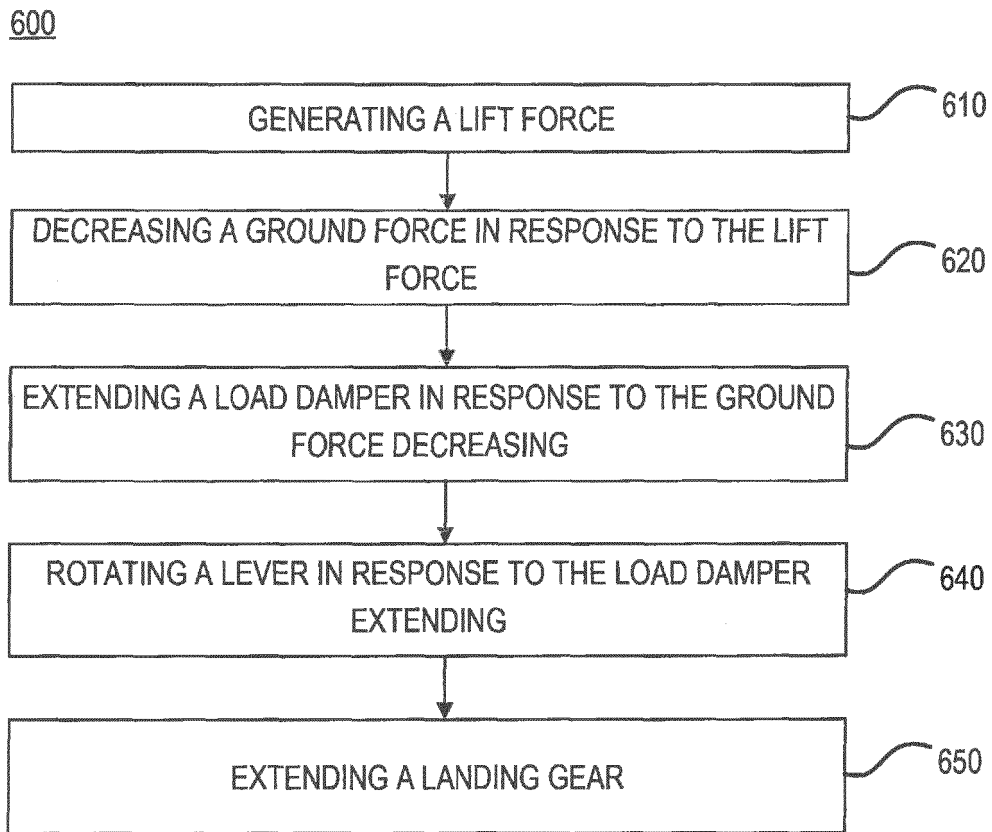 600
GENERATING A LIFT FORCE
610
DECREASING A GROUND FORCE IN RESPONSE TO THE LIFT
FORCE
620
EXTENDING A LOAD DAMPER IN RESPONSE TO THE GROUND
FORCE DECREASING
630
ROTATING A LEVER IN RESPONSE TO THE LOAD DAMPER
EXTENDING
640
EXTENDING A LANDING GEAR
650